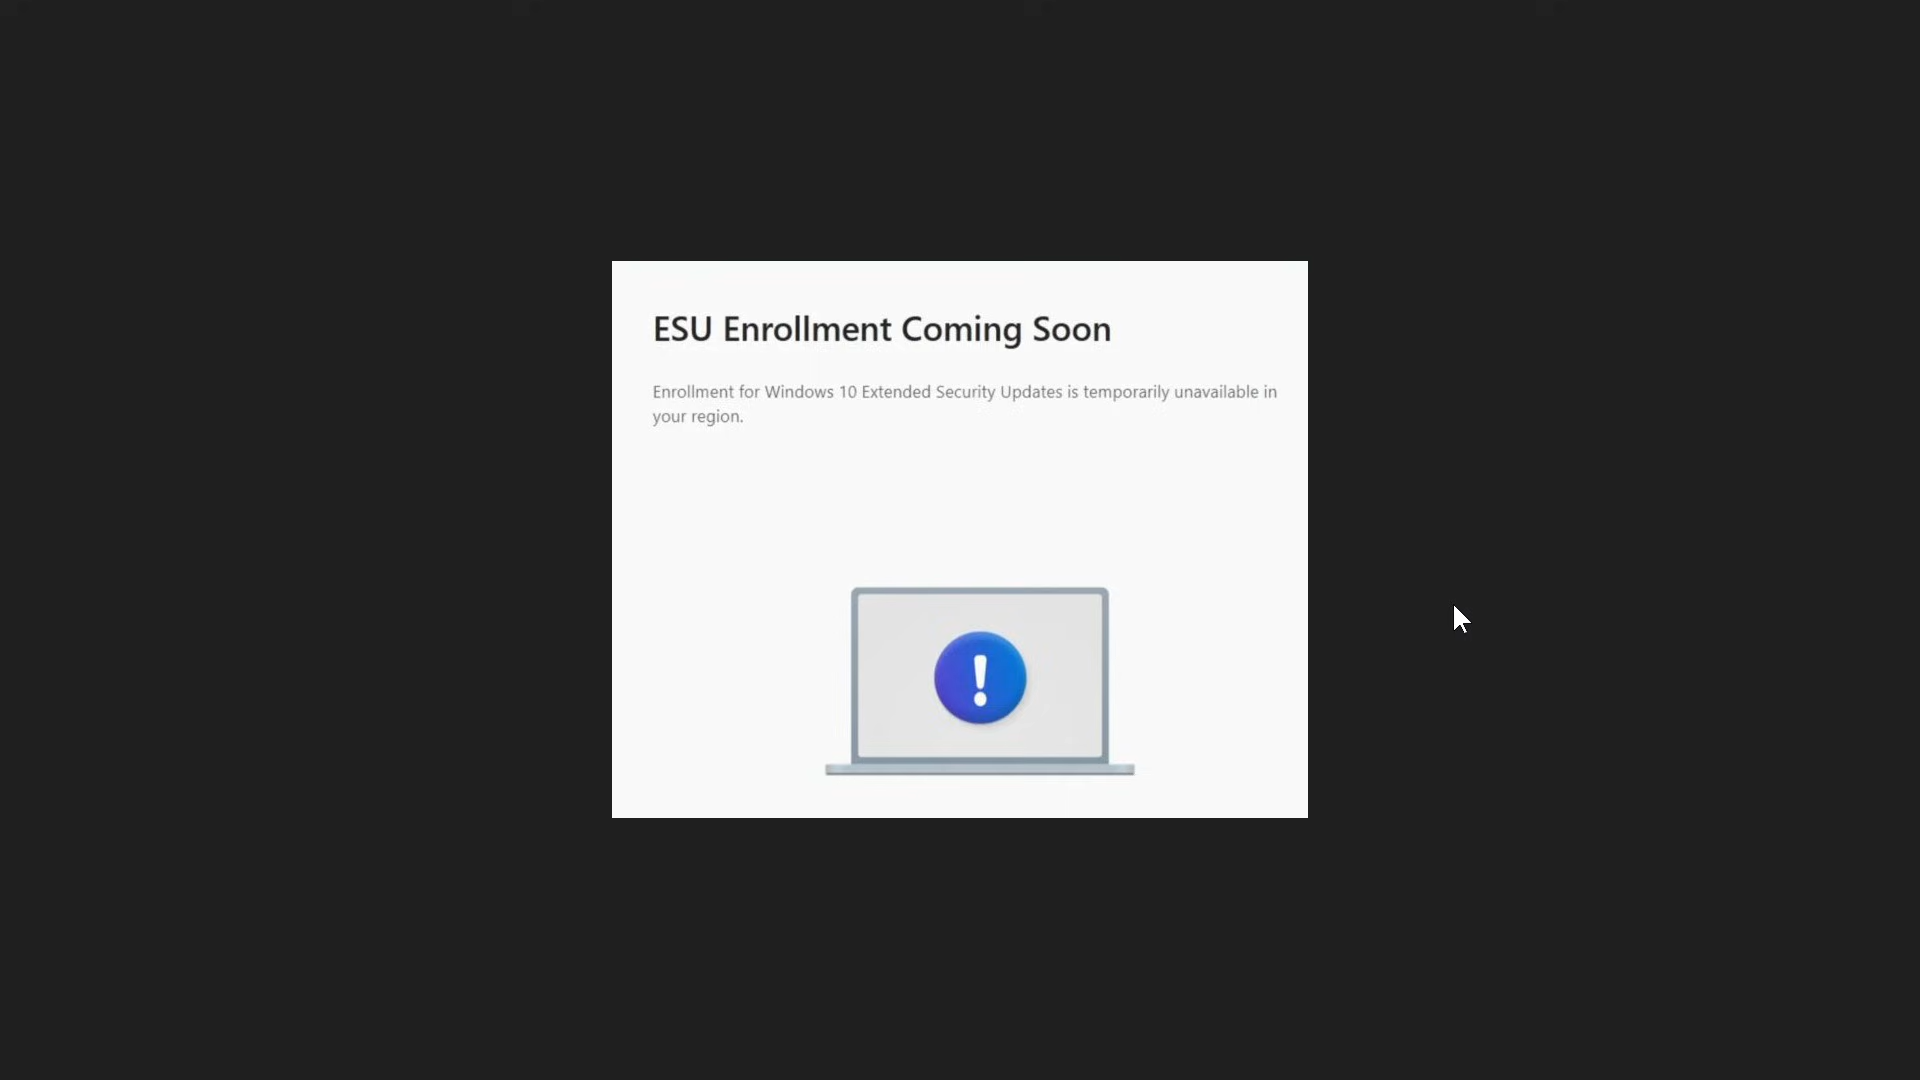 ESU Enrollment Coming Soon
Enrollment for Windows 10 Extended Security Updates is temporarily unavailable in
your region.